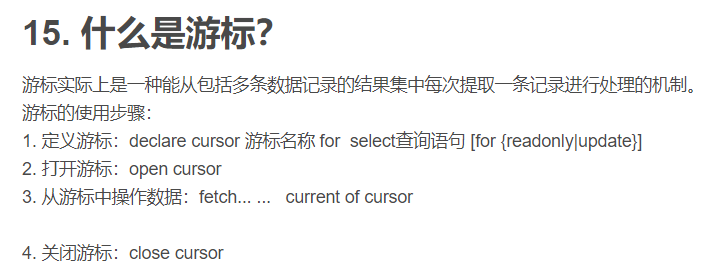 15. 什么是游标?
游标实际上是一种能从包括多条数据记录的结果集中每次提取一条记录进行处理的机制。
游标的使用步骤：
1. 定义游标：declare cursor 游标名称 for  select查询语句 [for {readonly|update}]
2. 打开游标：open cursor
3. 从游标中操作数据：fetch... ...   current of cursor
4. 关闭游标：close cursor